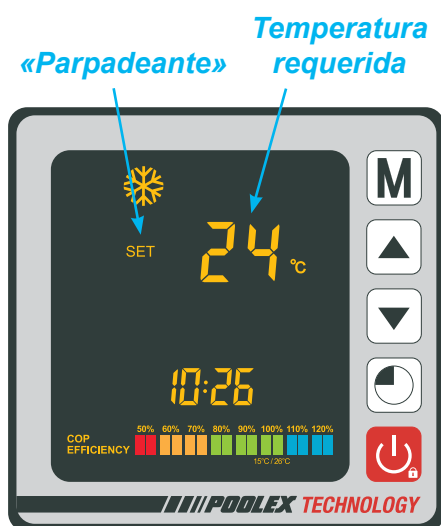 Temperatura
«Parpadeante» requerida
M
SET 24 °C
10:26
50% 60% 70% 80% 90% 100% 110% 120%
COP
EFFICIENCY
15°C / 26°C
POOLEX TECHNOLOGY